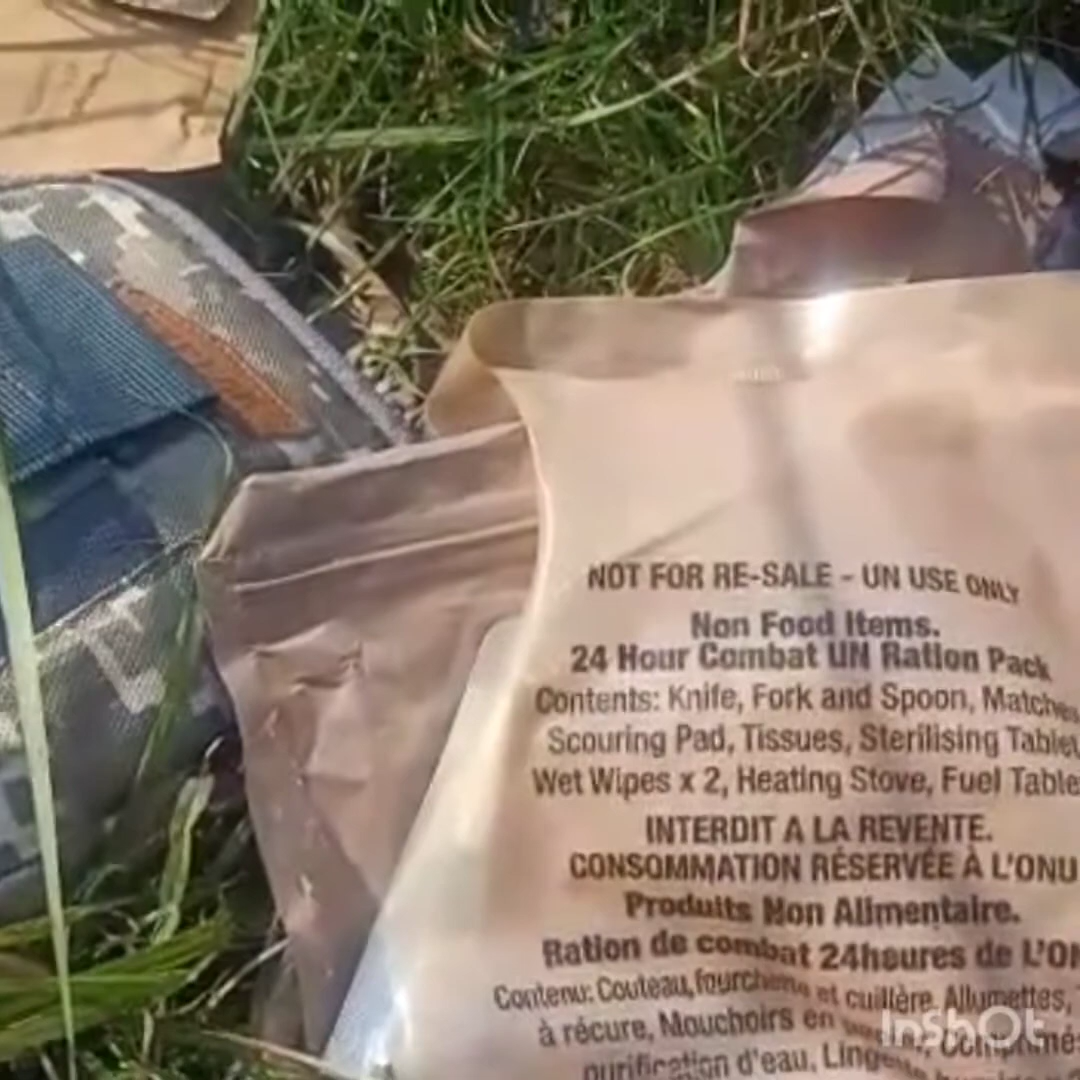 NOT FOR RE-SALE - UN USE ONLY
Non Food Items.
24 Hour Combat UN Ration Pack
Contents: Knife, Fork and Spoon, Matches
Scouring Pad, Tissues, Sterilising Table
Wet Wipes x 2, Heating Stove, Fuel Table
INTERDIT A LA REVENTE.
CONSOMMATION RÉSERVÉE À L'ONU
Produits Non Alimentaire.
Ration de combat 24heures de L'ON
Contenu: Couteau, fourchette et cuillère. Allumettes,
à récure, Mouchoirs en Comprimés
purification d'eau,
InShOt